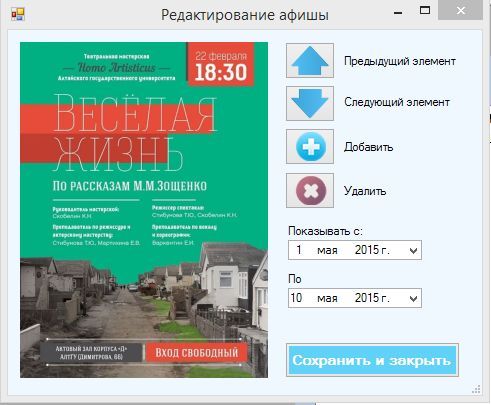 Редактирование афишы
Театральная мастерская
Homo Artisticus
Алтайского государственного университета
22 февраля
18:30
ВЕСЁЛАЯ
ЖИЗНЬ
ПО РАССКАЗАМ М.М.ЗОЩЕНКО
Руководитель мастерской:
Скобелин К.Н.
Преподаватель по режиссуре и
актерскому мастерству:
Стибунова Т.Ю., Мартихина Е.В.
Режиссер спектакля:
Стибунова Т.Ю., Скобелин К.Н.
Преподаватель по вокалу
и хореографии:
Варкентин Е.И.
АКТОВЫЙ ЗАЛ КОРПУСА «Д»
АЛТГУ (ДИМИТРОВА, 66)
ВХОД СВОБОДНЫЙ
Предыдущий элемент
Следующий элемент
Добавить
Удалить
Показывать с:
1 мая 2015 г.
По
10 мая 2015 г.
Сохранить и закрыть